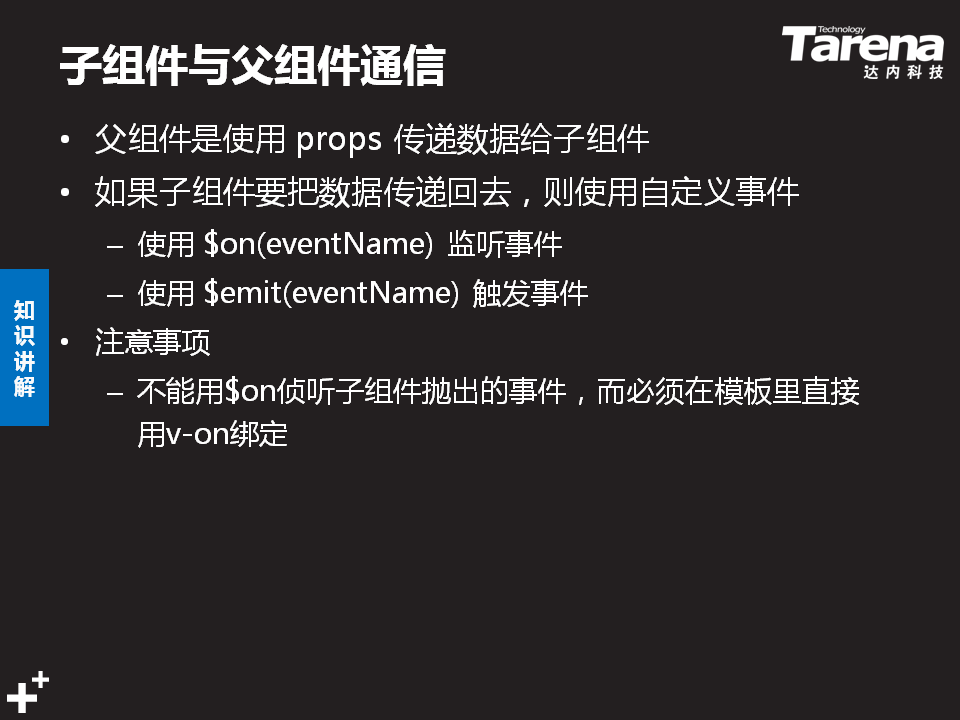 子组件与父组件通信
Technology
Tarena
达内科技
• 父组件是使用 props 传递数据给子组件
• 如果子组件要把数据传递回去，则使用自定义事件
– 使用 $on(eventName) 监听事件
– 使用 $emit(eventName) 触发事件
知识讲解
• 注意事项
– 不能用$on侦听子组件抛出的事件，而必须在模板里直接
用v-on绑定